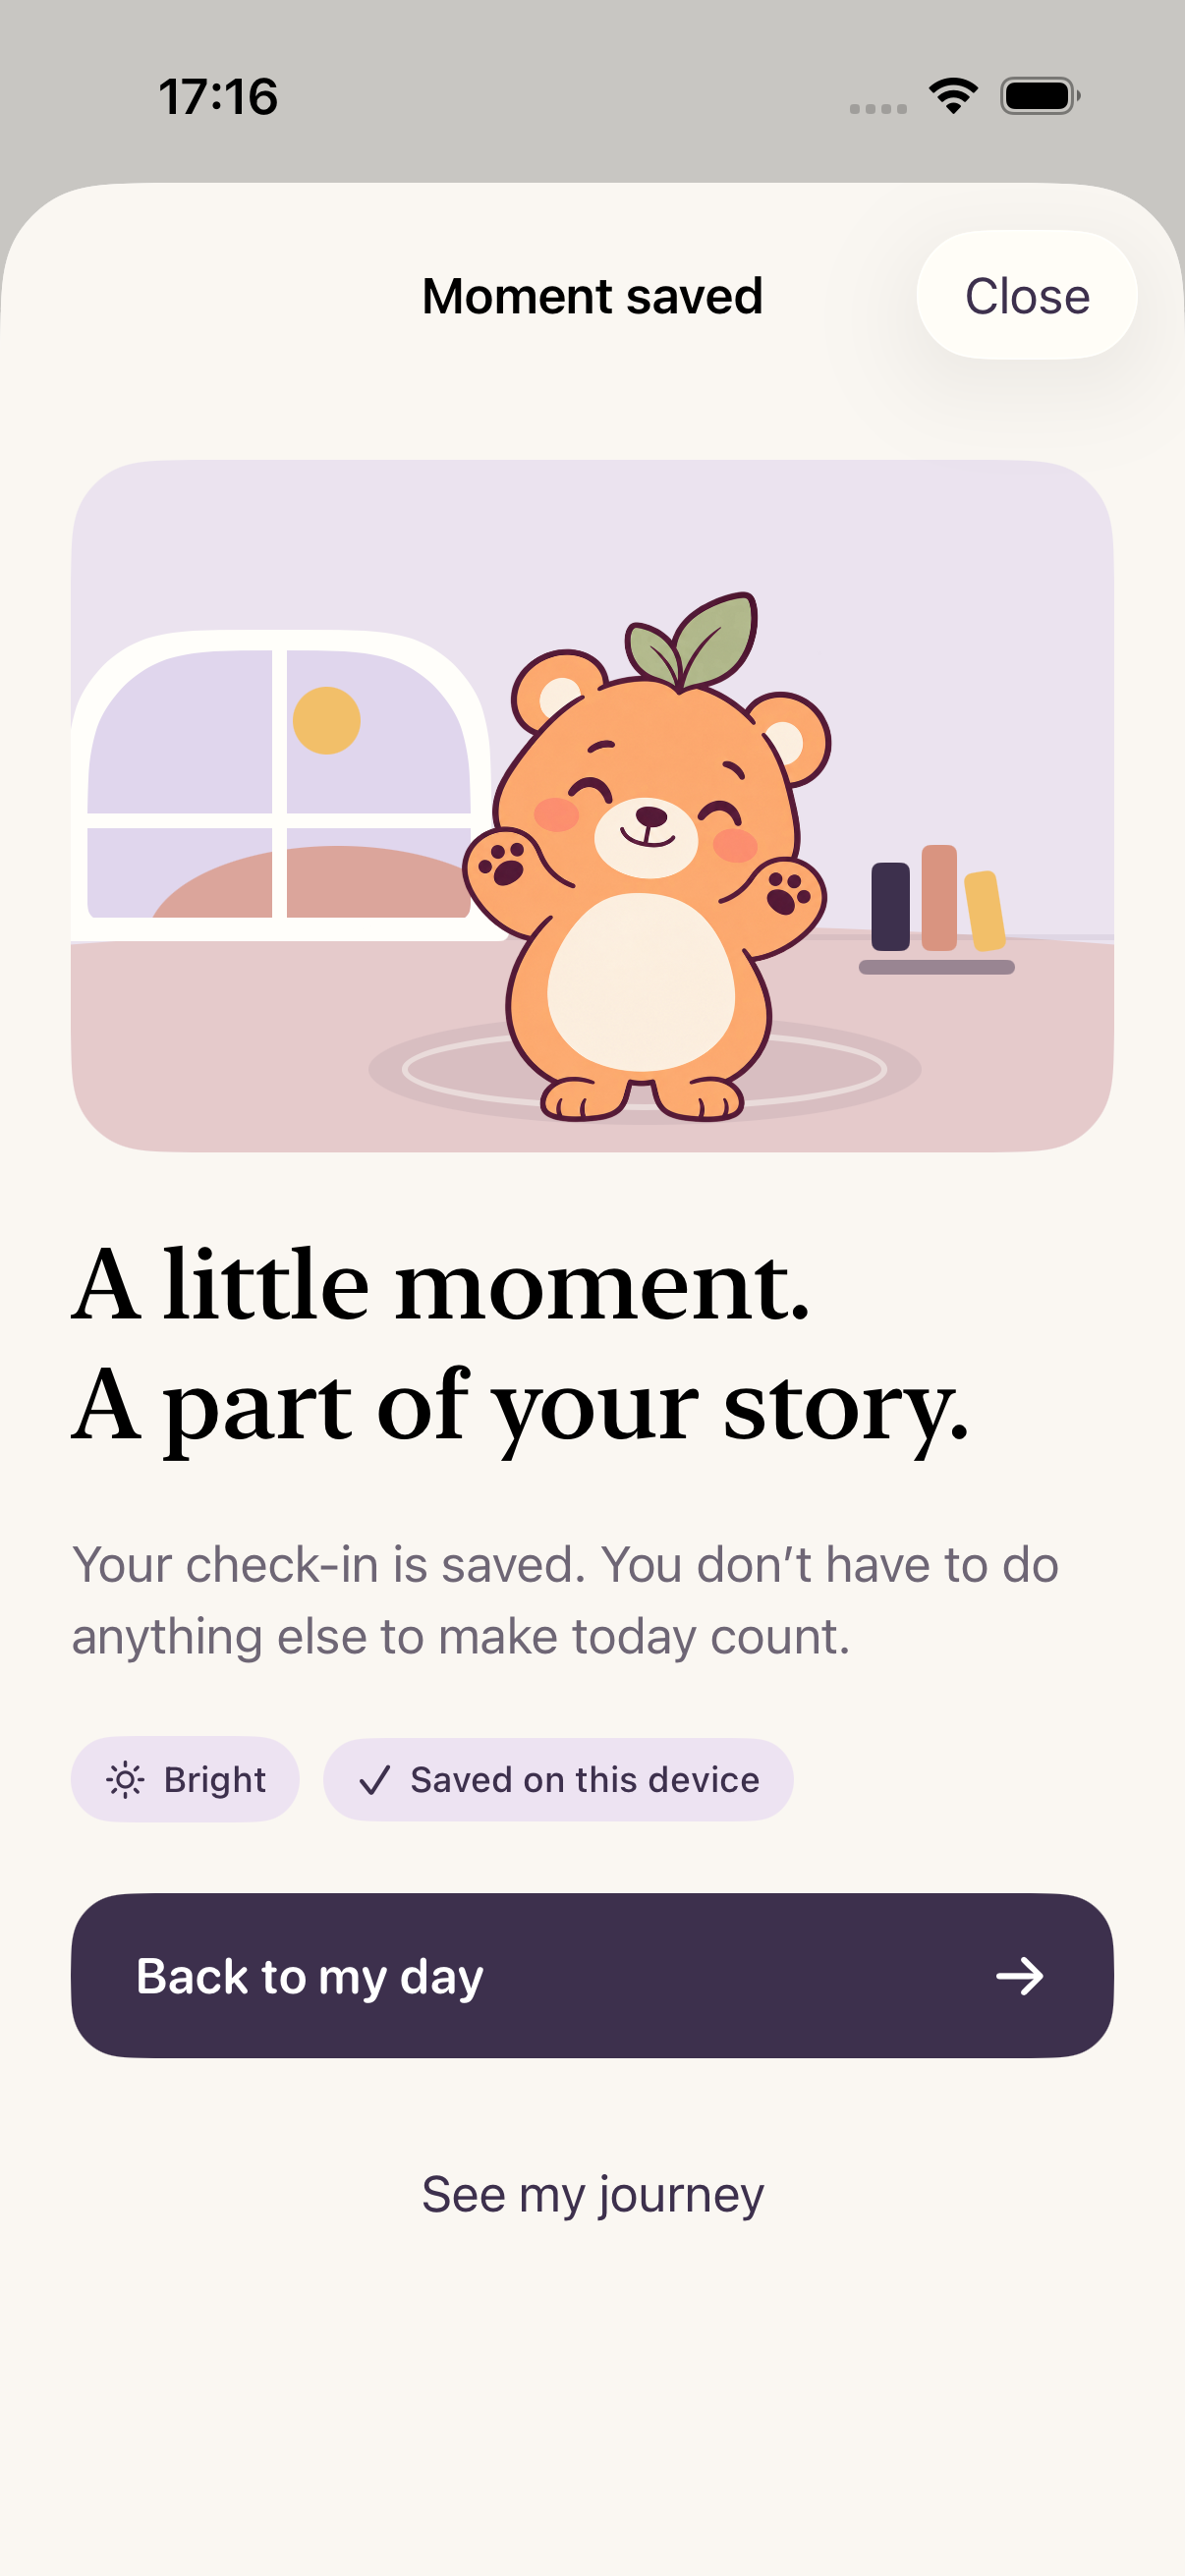 17:16
Moment saved
Close
A little moment.
A part of your story.
Your check-in is saved. You don’t have to do
anything else to make today count.
Bright
Saved on this device
Back to my day
See my journey